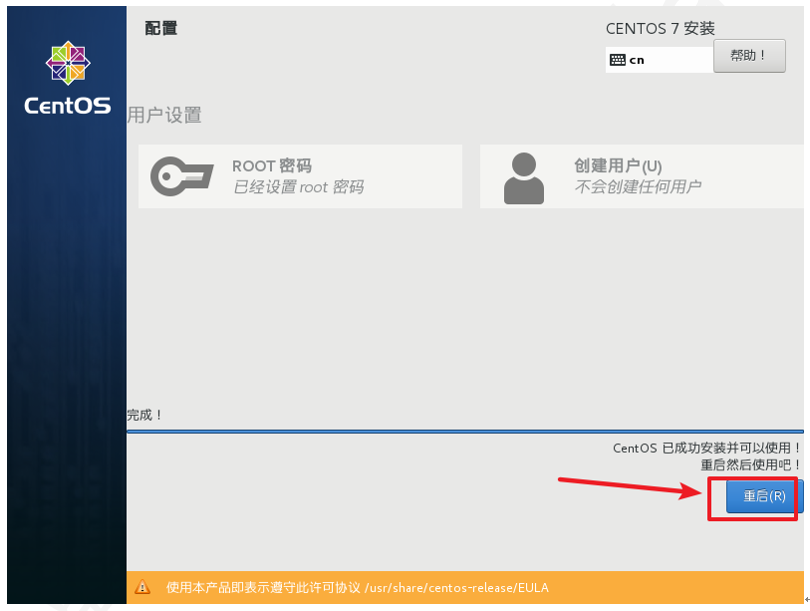 配置
CENTOS 7 安装
cn
帮助！
CentOS
用户设置
ROOT 密码
已经设置 root 密码
创建用户(U)
不会创建任何用户
完成！
CentOS 已成功安装并可以使用！
重启然后使用吧！
重启(R)
使用本产品即表示遵守此许可协议 /usr/share/centos-release/EULA